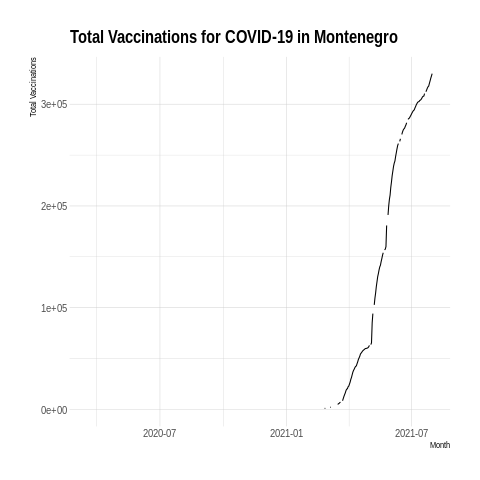 Total Vaccinations for COVID-19 in Montenegro
Total Vaccinations
3e+05
2e+05
1e+05
0e+00
2020-07
2021-01
2021-07
Month